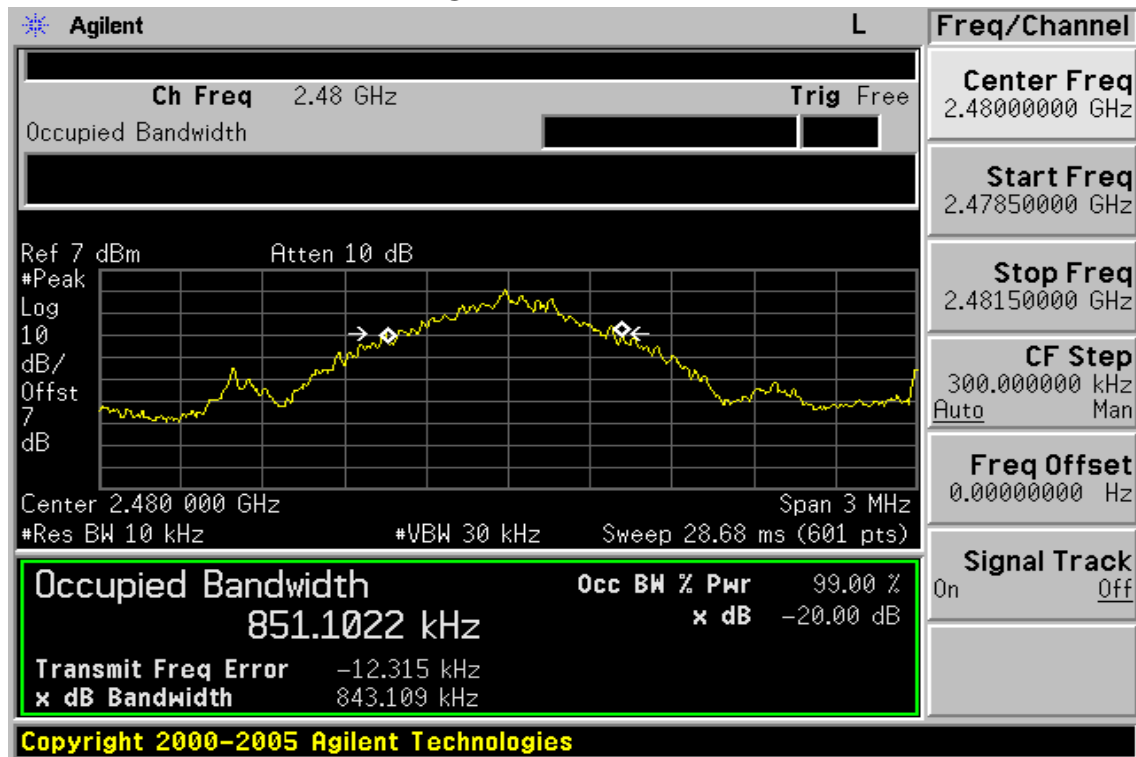 Agilent L Freq/Channel
Ch Freq 2.48 GHz Trig Free
Occupied Bandwidth
Center Freq
2.48000000 GHz
Start Freq
2.47850000 GHz
Stop Freq
2.48150000 GHz
CF Step
300.000000 kHz
Auto Man
Freq Offset
0.00000000 Hz
Signal Track
On Off
Ref 7 dBm Atten 10 dB
#Peak
Log
10
dB/
Offst
7
dB
Center 2.480 000 GHz Span 3 MHz
#Res BW 10 kHz #VBW 30 kHz Sweep 28.68 ms (601 pts)
Occupied Bandwidth Occ BW % Pwr 99.00 %
851.1022 kHz x dB -20.00 dB
Transmit Freq Error -12.315 kHz
x dB Bandwidth 843.109 kHz
Copyright 2000-2005 Agilent Technologies